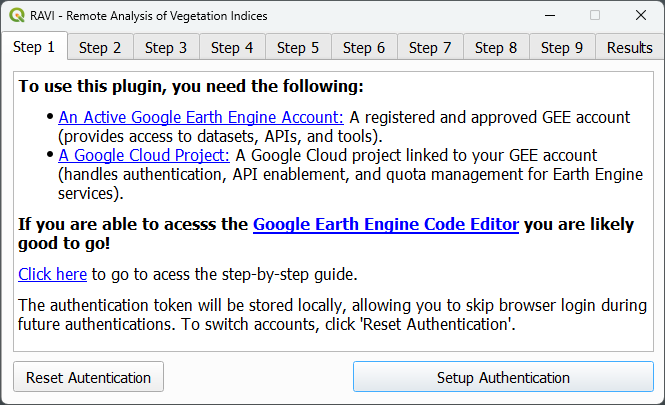 RAVI - Remote Analysis of Vegetation Indices
Step 1 Step 2 Step 3 Step 4 Step 5 Step 6 Step 7 Step 8 Step 9 Results
To use this plugin, you need the following:
• An Active Google Earth Engine Account: A registered and approved GEE account
(provides access to datasets, APIs, and tools).
• A Google Cloud Project: A Google Cloud project linked to your GEE account
(handles authentication, API enablement, and quota management for Earth Engine
services).
If you are able to acesss the Google Earth Engine Code Editor you are likely
good to go!
Click here to go to acess the step-by-step guide.
The authentication token will be stored locally, allowing you to skip browser login during
future authentications. To switch accounts, click 'Reset Authentication'.
Reset Autentication Setup Authentication